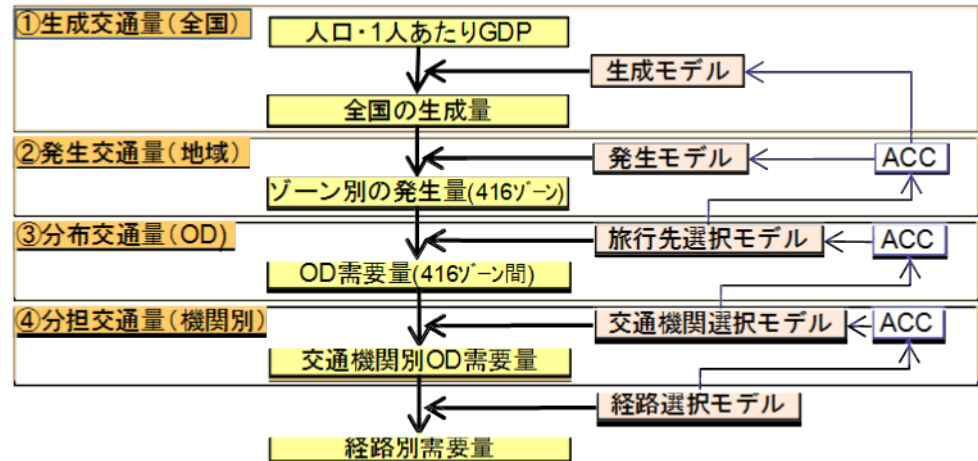 ①生成交通量(全国)
人口・1人あたりGDP
生成モデル
全国の生成量
②発生交通量(地域)
発生モデル
ACC
ゾーン別の発生量(416ｿﾞｰﾝ)
③分布交通量(OD)
旅行先選択モデル
ACC
OD需要量(416ｿﾞｰﾝ間)
④分担交通量(機関別)
交通機関選択モデル
ACC
交通機関別OD需要量
経路選択モデル
経路別需要量